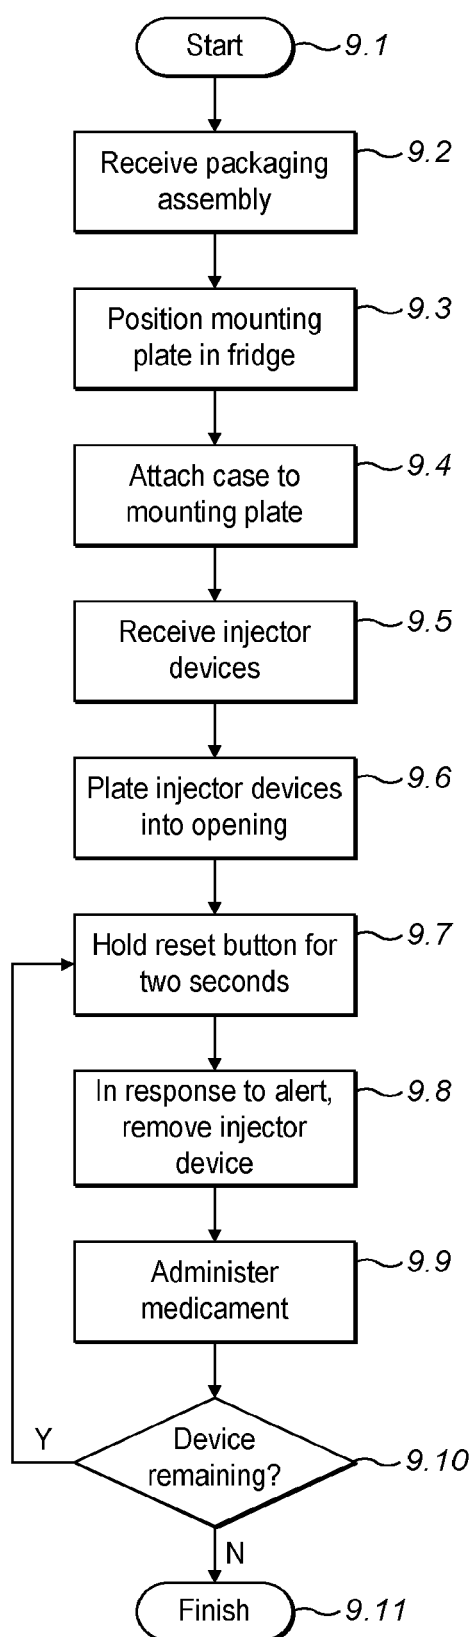 Start
9.1
Receive packaging
assembly
9.2
Position mounting
plate in fridge
9.3
Attach case to
mounting plate
9.4
Receive injector
devices
9.5
Plate injector devices
into opening
9.6
Hold reset button for
two seconds
9.7
In response to alert,
remove injector
device
9.8
Administer
medicament
9.9
Device
remaining?
9.10
Y
N
Finish
9.11